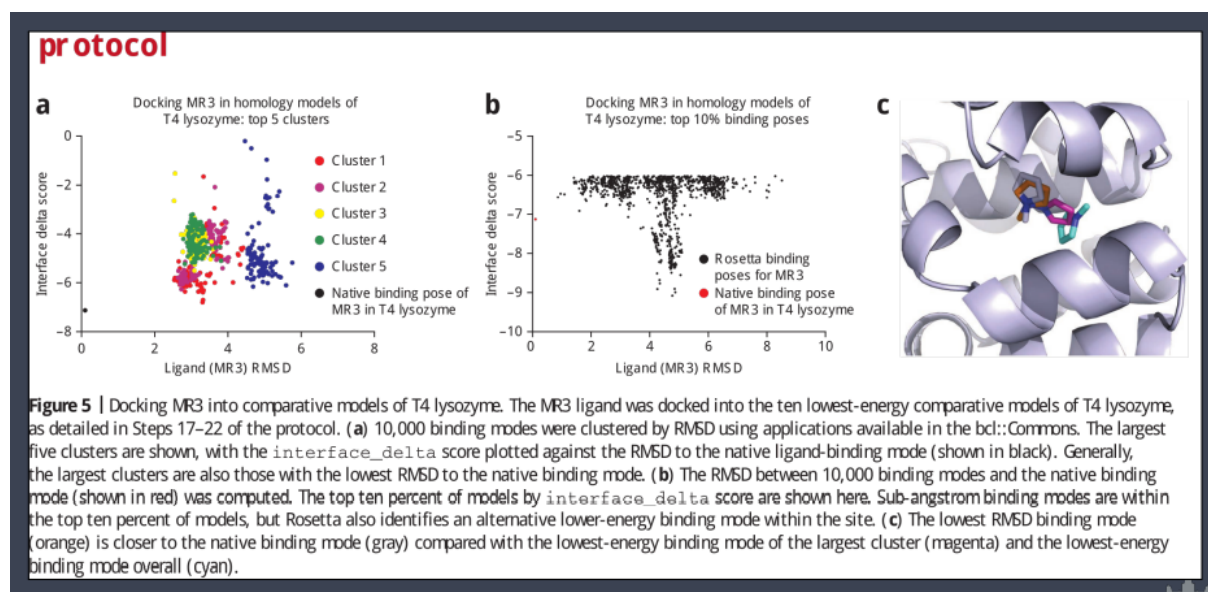 protocol
a
Docking MR3 in homology models of
T4 lysozyme: top 5 clusters
0
−2
−4
−6
−8
Interface delta score
0 2 4 6 8
Ligand (MR3) RMSD
Cluster 1
Cluster 2
Cluster 3
Cluster 4
Cluster 5
Native binding pose of
MR3 in T4 lysozyme
b
Docking MR3 in homology models of
T4 lysozyme: top 10% binding poses
−5
−6
−7
−8
−9
−10
Interface delta score
0 2 4 6 8 10
Ligand (MR3) RMSD
Rosetta binding
poses for MR3
Native binding pose
of MR3 in T4 lysozyme
c
Figure 5 | Docking MR3 into comparative models of T4 lysozyme. The MR3 ligand was docked into the ten lowest-energy comparative models of T4 lysozyme,
as detailed in Steps 17–22 of the protocol. (a) 10,000 binding modes were clustered by RMSD using applications available in the bcl::Commons. The largest
five clusters are shown, with the interface_delta score plotted against the RMSD to the native ligand-binding mode (shown in black). Generally,
the largest clusters are also those with the lowest RMSD to the native binding mode. (b) The RMSD between 10,000 binding modes and the native binding
mode (shown in red) was computed. The top ten percent of models by interface_delta score are shown here. Sub-angstrom binding modes are within
the top ten percent of models, but Rosetta also identifies an alternative lower-energy binding mode within the site. (c) The lowest RMSD binding mode
(orange) is closer to the native binding mode (gray) compared with the lowest-energy binding mode of the largest cluster (magenta) and the lowest-energy
binding mode overall (cyan).